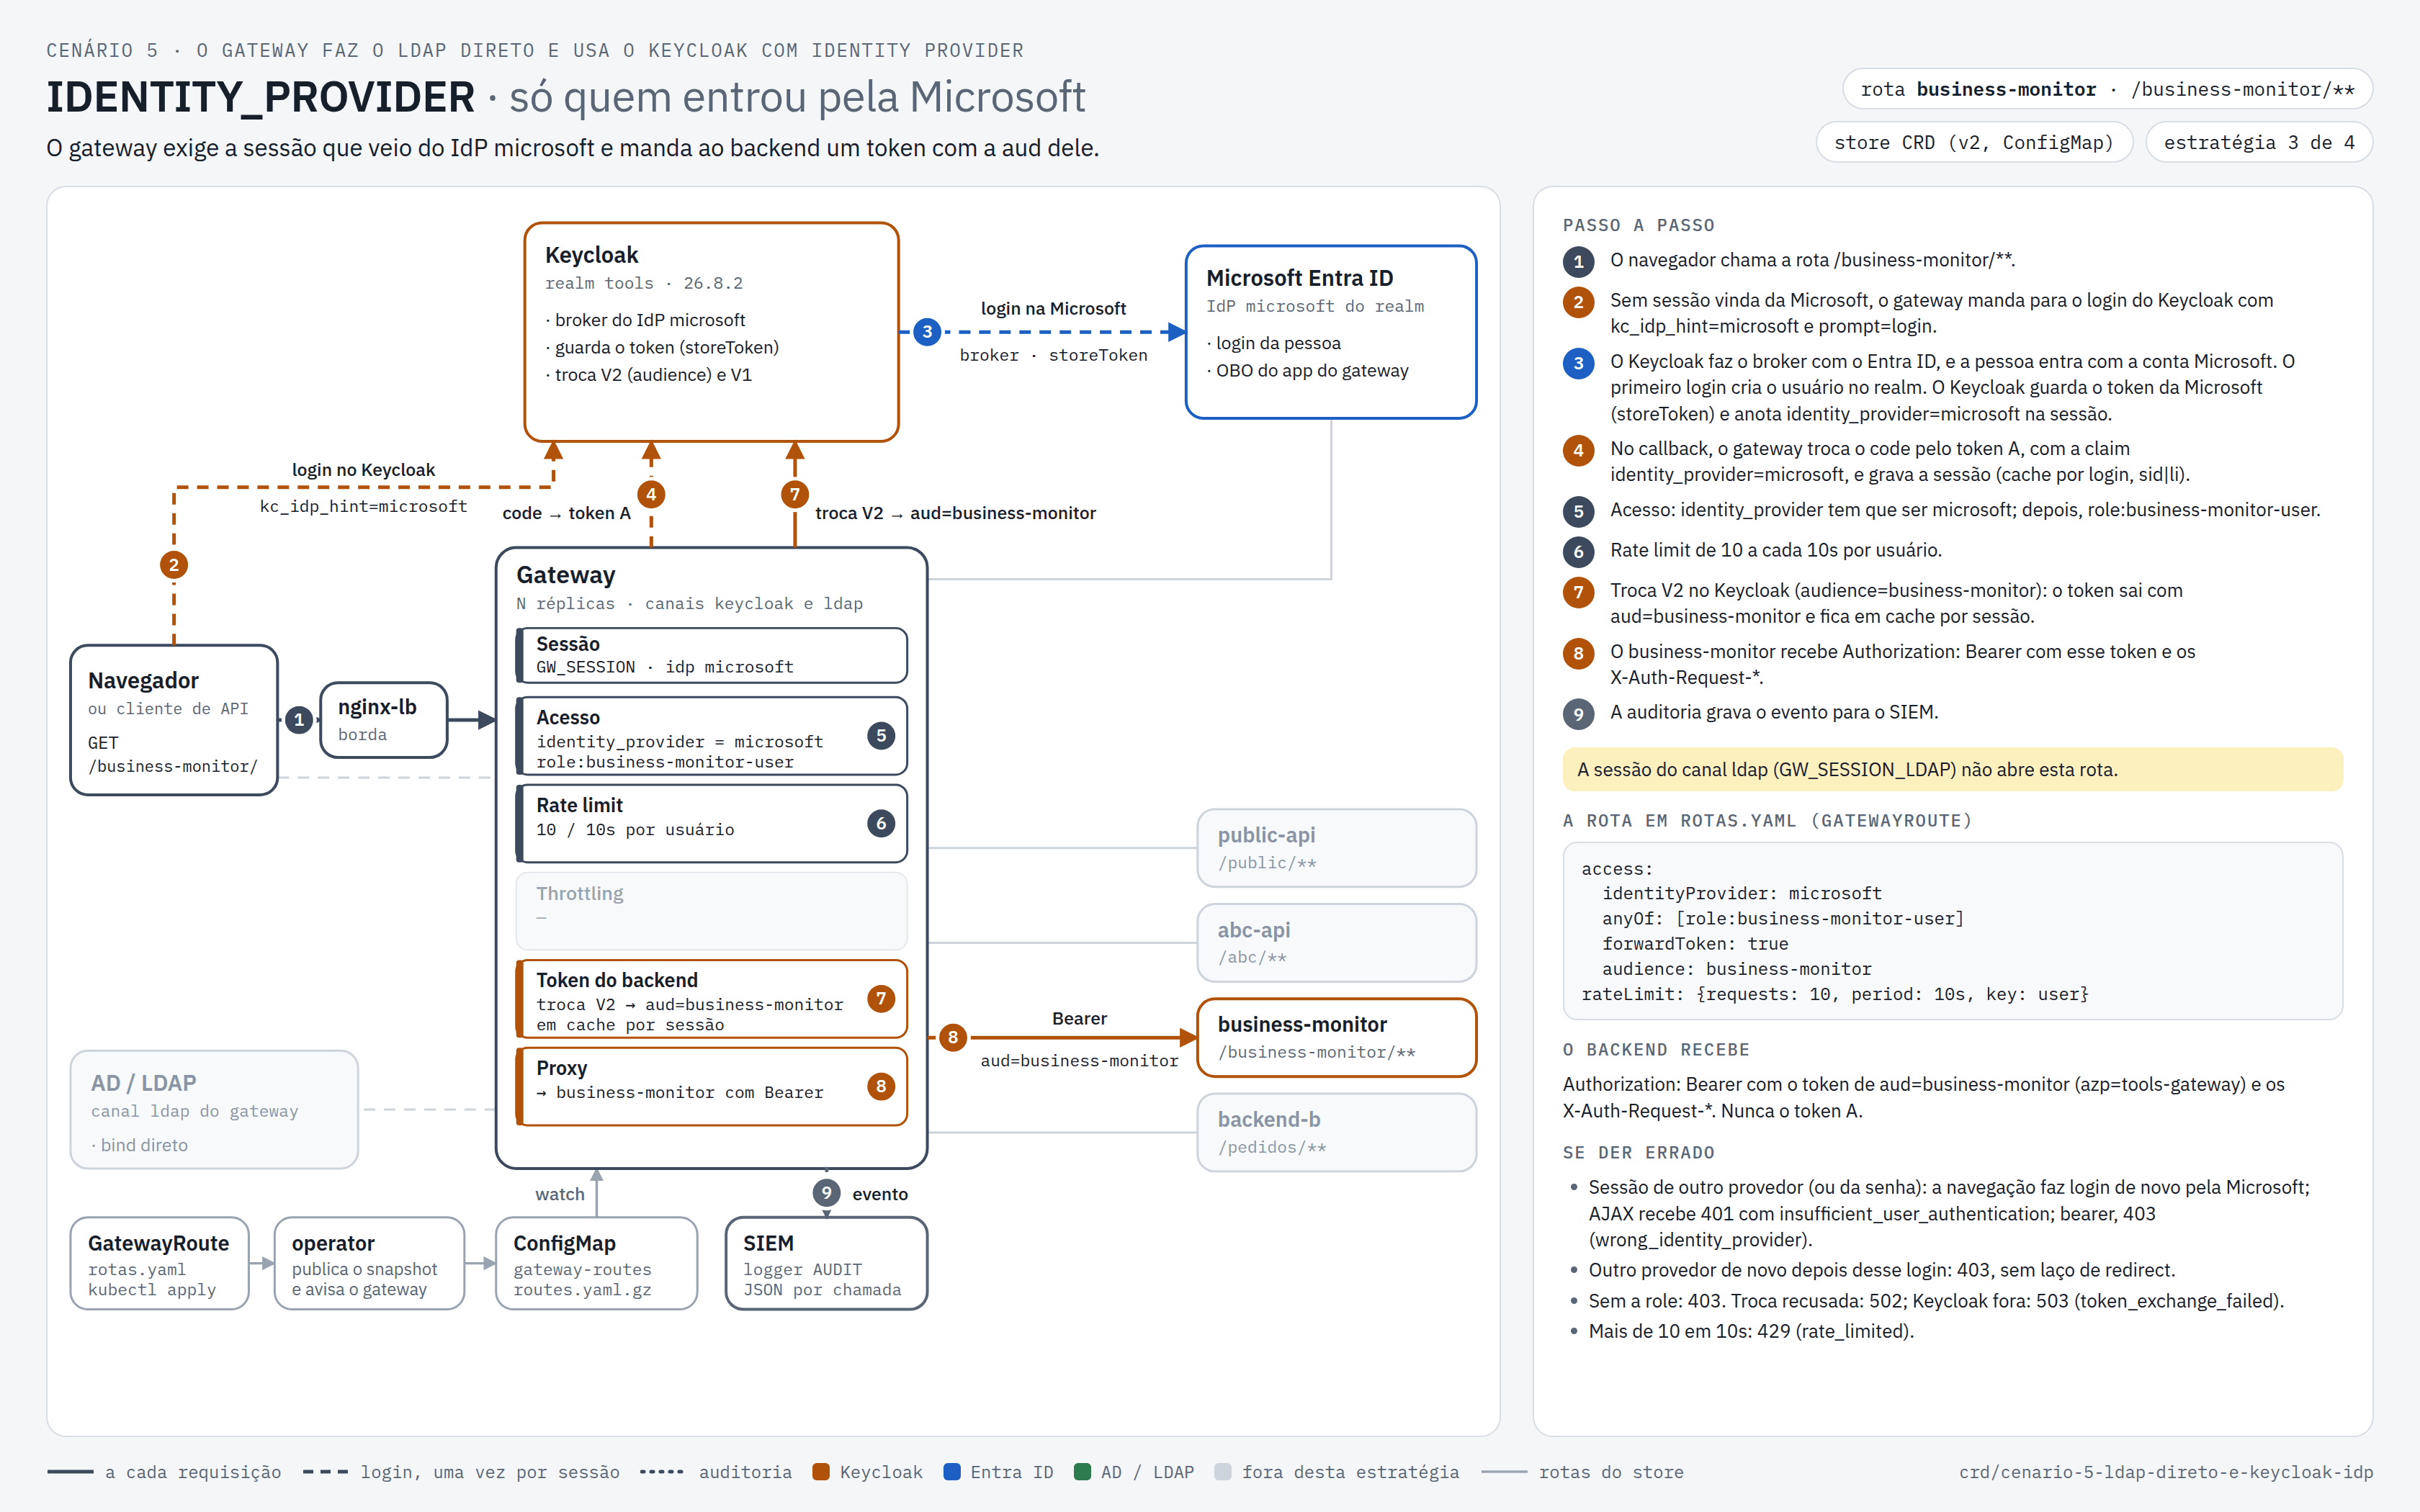 CENÁRIO 5 · O GATEWAY FAZ O LDAP DIRETO E USA O KEYCLOAK COM IDENTITY PROVIDER
IDENTITY_PROVIDER · só quem entrou pela Microsoft
O gateway exige a sessão que veio do IdP microsoft e manda ao backend um token com a aud dele.
rota business-monitor · /business-monitor/**
store CRD (v2, ConfigMap)
estratégia 3 de 4
Keycloak
realm tools · 26.8.2
· broker do IdP microsoft
· guarda o token (storeToken)
· troca V2 (audience) e V1
3
login na Microsoft
broker · storeToken
Microsoft Entra ID
IdP microsoft do realm
· login da pessoa
· OBO do app do gateway
login no Keycloak
kc_idp_hint=microsoft
2
code → token A
4
7
troca V2 → aud=business-monitor
Navegador
ou cliente de API
GET
/business-monitor/
1
nginx-lb
borda
Gateway
N réplicas · canais keycloak e ldap
Sessão
GW_SESSION · idp microsoft
Acesso
identity_provider = microsoft
role:business-monitor-user
5
Rate limit
10 / 10s por usuário
6
Throttling
—
Token do backend
troca V2 → aud=business-monitor
em cache por sessão
7
Proxy
→ business-monitor com Bearer
8
8
Bearer
aud=business-monitor
public-api
/public/**
abc-api
/abc/**
business-monitor
/business-monitor/**
backend-b
/pedidos/**
AD / LDAP
canal ldap do gateway
· bind direto
watch
9
evento
GatewayRoute
rotas.yaml
kubectl apply
operator
publica o snapshot
e avisa o gateway
ConfigMap
gateway-routes
routes.yaml.gz
SIEM
logger AUDIT
JSON por chamada
PASSO A PASSO
1 O navegador chama a rota /business-monitor/**.
2 Sem sessão vinda da Microsoft, o gateway manda para o login do Keycloak com
kc_idp_hint=microsoft e prompt=login.
3 O Keycloak faz o broker com o Entra ID, e a pessoa entra com a conta Microsoft. O
primeiro login cria o usuário no realm. O Keycloak guarda o token da Microsoft
(storeToken) e anota identity_provider=microsoft na sessão.
4 No callback, o gateway troca o code pelo token A, com a claim
identity_provider=microsoft, e grava a sessão (cache por login, sid|li).
5 Acesso: identity_provider tem que ser microsoft; depois, role:business-monitor-user.
6 Rate limit de 10 a cada 10s por usuário.
7 Troca V2 no Keycloak (audience=business-monitor): o token sai com
aud=business-monitor e fica em cache por sessão.
8 O business-monitor recebe Authorization: Bearer com esse token e os
X-Auth-Request-*.
9 A auditoria grava o evento para o SIEM.
A sessão do canal ldap (GW_SESSION_LDAP) não abre esta rota.
A ROTA EM ROTAS.YAML (GATEWAYROUTE)
access:
  identityProvider: microsoft
  anyOf: [role:business-monitor-user]
  forwardToken: true
  audience: business-monitor
rateLimit: {requests: 10, period: 10s, key: user}
O BACKEND RECEBE
Authorization: Bearer com o token de aud=business-monitor (azp=tools-gateway) e os
X-Auth-Request-*. Nunca o token A.
SE DER ERRADO
• Sessão de outro provedor (ou da senha): a navegação faz login de novo pela Microsoft;
AJAX recebe 401 com insufficient_user_authentication; bearer, 403
(wrong_identity_provider).
• Outro provedor de novo depois desse login: 403, sem laço de redirect.
• Sem a role: 403. Troca recusada: 502; Keycloak fora: 503 (token_exchange_failed).
• Mais de 10 em 10s: 429 (rate_limited).
a cada requisição
login, uma vez por sessão
auditoria
Keycloak
Entra ID
AD / LDAP
fora desta estratégia
rotas do store
crd/cenario-5-ldap-direto-e-keycloak-idp